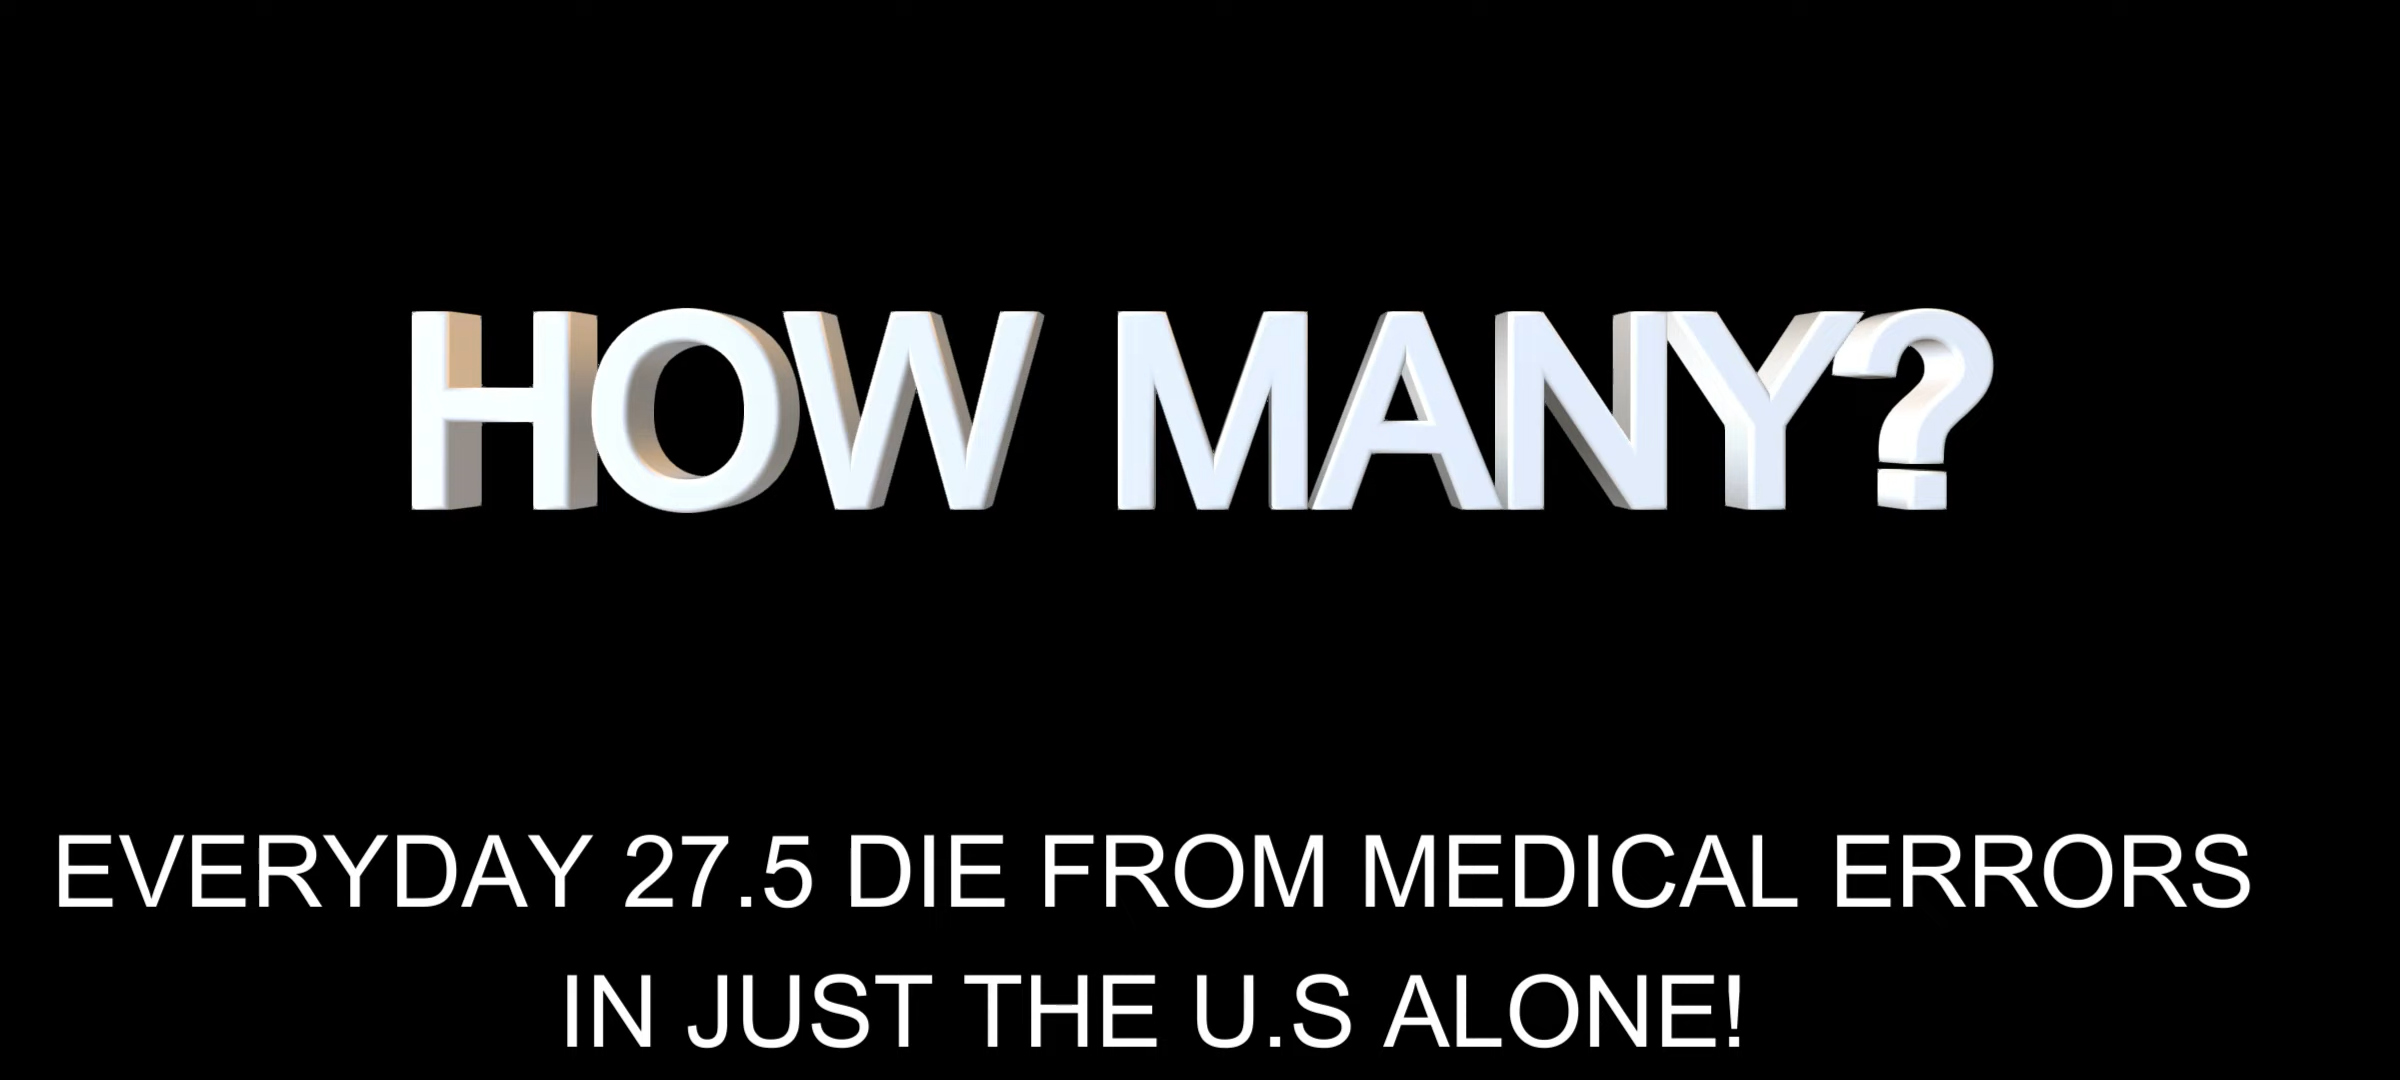 HOW MANY?
EVERYDAY 27.5 DIE FROM MEDICAL ERRORS
IN JUST THE U.S ALONE!